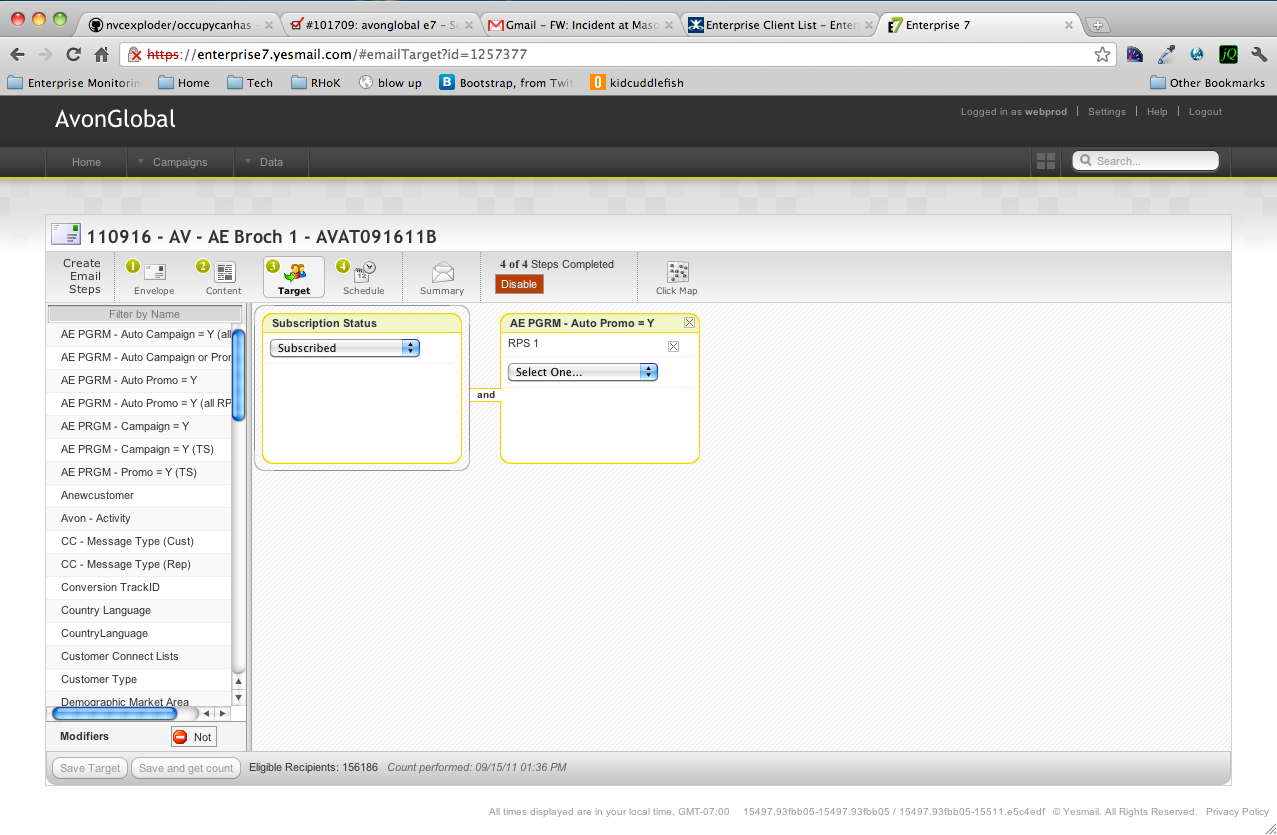 nvcexploder/occupycanhas
#101709: avonglobal e7 – Se
Gmail – FW: Incident at Maso
Enterprise Client List – Enter
Enterprise 7
https://enterprise7.yesmail.com/#emailTarget?id=1257377
Enterprise Monitorin
Home
Tech
RHoK
blow up
Bootstrap, from Twit
kidcuddlefish
Other Bookmarks
AvonGlobal
Logged in as webprod | Settings | Help | Logout
Home
Campaigns
Data
Search...
110916 - AV - AE Broch 1 - AVAT091611B
Create
Email
Steps
1
Envelope
2
Content
3
Target
4
Schedule
Summary
4 of 4 Steps Completed
Disable
Click Map
Filter by Name
AE PGRM - Auto Campaign = Y (all
AE PGRM - Auto Campaign or Pron
AE PGRM - Auto Promo = Y
AE PGRM - Auto Promo = Y (all RP
AE PRGM - Campaign = Y
AE PRGM - Campaign = Y (TS)
AE PRGM - Promo = Y (TS)
Anewcustomer
Avon - Activity
CC - Message Type (Cust)
CC - Message Type (Rep)
Conversion TrackID
Country Language
CountryLanguage
Customer Connect Lists
Customer Type
Demographic Market Area
Modifiers
Not
Subscription Status
Subscribed
and
AE PGRM - Auto Promo = Y
RPS 1
Select One...
Save Target
Save and get count
Eligible Recipients: 156186
Count performed: 09/15/11 01:36 PM
All times displayed are in your local time, GMT-07:00
15497.93fbb05-15497.93fbb05 / 15497.93fbb05-15511.e5c4edf
© Yesmail. All Rights Reserved.
Privacy Policy